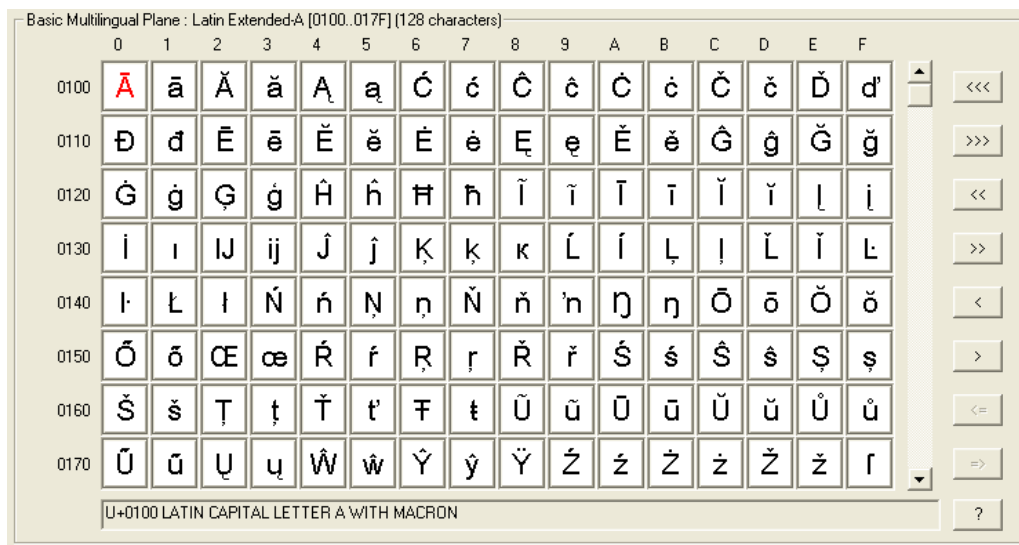 Basic Multilingual Plane : Latin Extended-A [0100..017F] (128 characters)
0 1 2 3 4 5 6 7 8 9 A B C D E F
0100 Ā ā Ă ă Ą ą Ć ć Ĉ ĉ Ċ ċ Č č Ď ď <<<
0110 Đ đ Ē ē Ĕ ĕ Ė ė Ę ę Ě ě Ĝ ĝ Ğ ğ >>>
0120 Ġ ġ Ģ ģ Ĥ ĥ Ħ ħ Ĩ ĩ Ī ī Ĭ ĭ Į į <<
0130 İ ı IJ ij Ĵ ĵ Ķ ķ ĸ Ĺ ĺ Ļ ļ Ľ ľ Ŀ >>
0140 ŀ Ł ł Ń ń Ņ ņ Ň ň ŉ Ŋ ŋ Ō ō Ŏ ŏ <
0150 Ő ő Œ œ Ŕ ŕ Ŗ ŗ Ř ř Ś ś Ŝ ŝ Ş ş >
0160 Š š Ţ ţ Ť ť Ŧ ŧ Ũ ũ Ū ū Ŭ ŭ Ů ů <=
0170 Ű ű Ų ų Ŵ ŵ Ŷ ŷ Ÿ Ź ź Ż ż Ž ž ſ =>
U+0100 LATIN CAPITAL LETTER A WITH MACRON ?